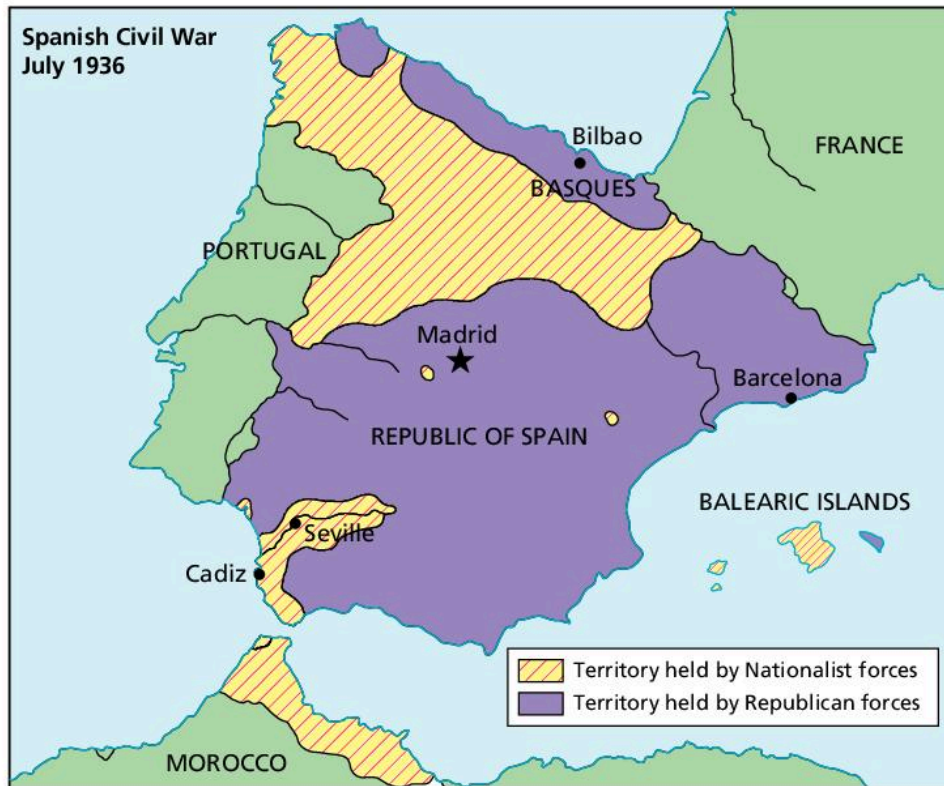 Spanish Civil War
July 1936
Bilbao
FRANCE
BASQUES
PORTUGAL
Madrid
Barcelona
REPUBLIC OF SPAIN
BALEARIC ISLANDS
Seville
Cadiz
Territory held by Nationalist forces
Territory held by Republican forces
MOROCCO